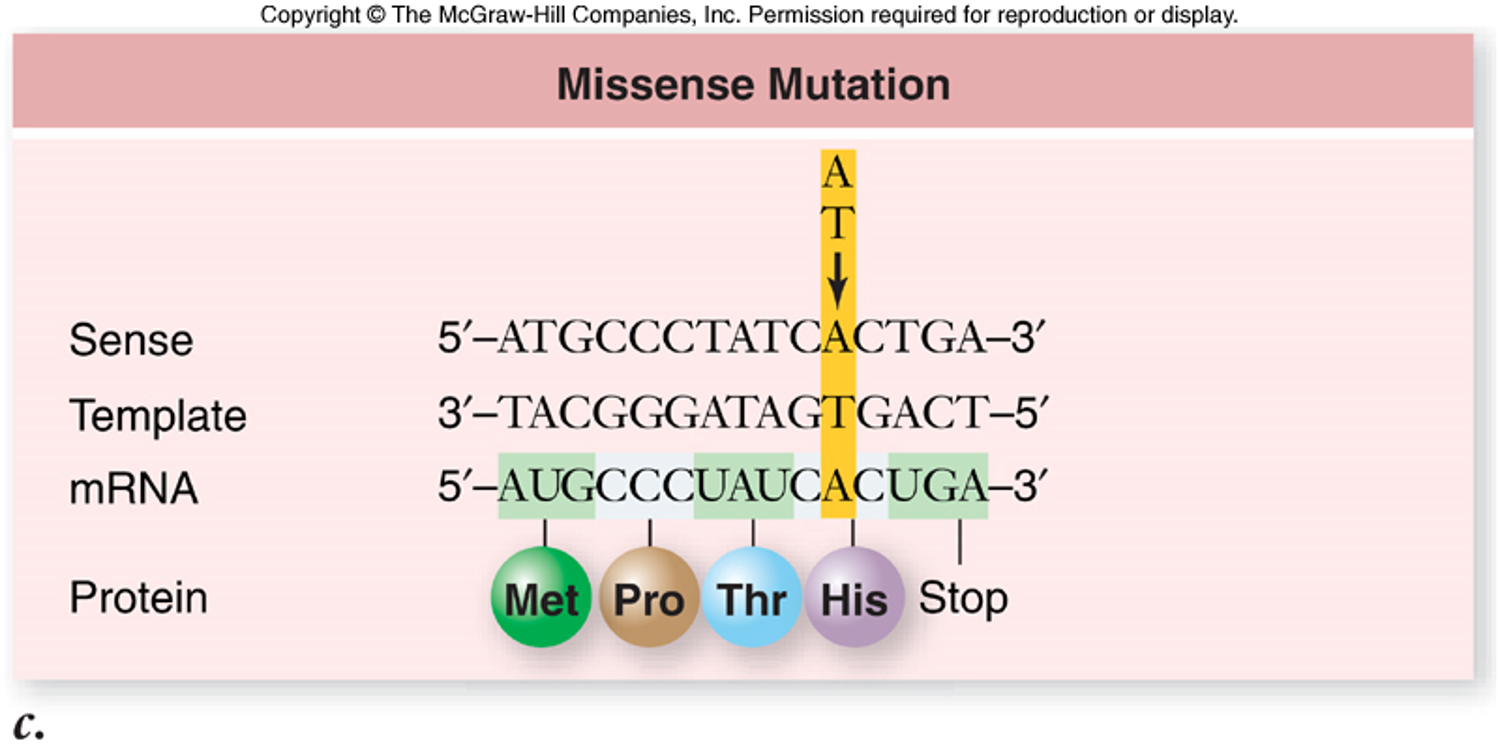 Copyright © The McGraw-Hill Companies, Inc. Permission required for reproduction or display.
Missense Mutation
A
T
Sense 5′–ATGCCCTATCACTGA–3′
Template 3′–TACGGGATAGTGACT–5′
mRNA 5′–AUGCCCUAUCACUGA–3′
Protein Met Pro Thr His Stop
c.